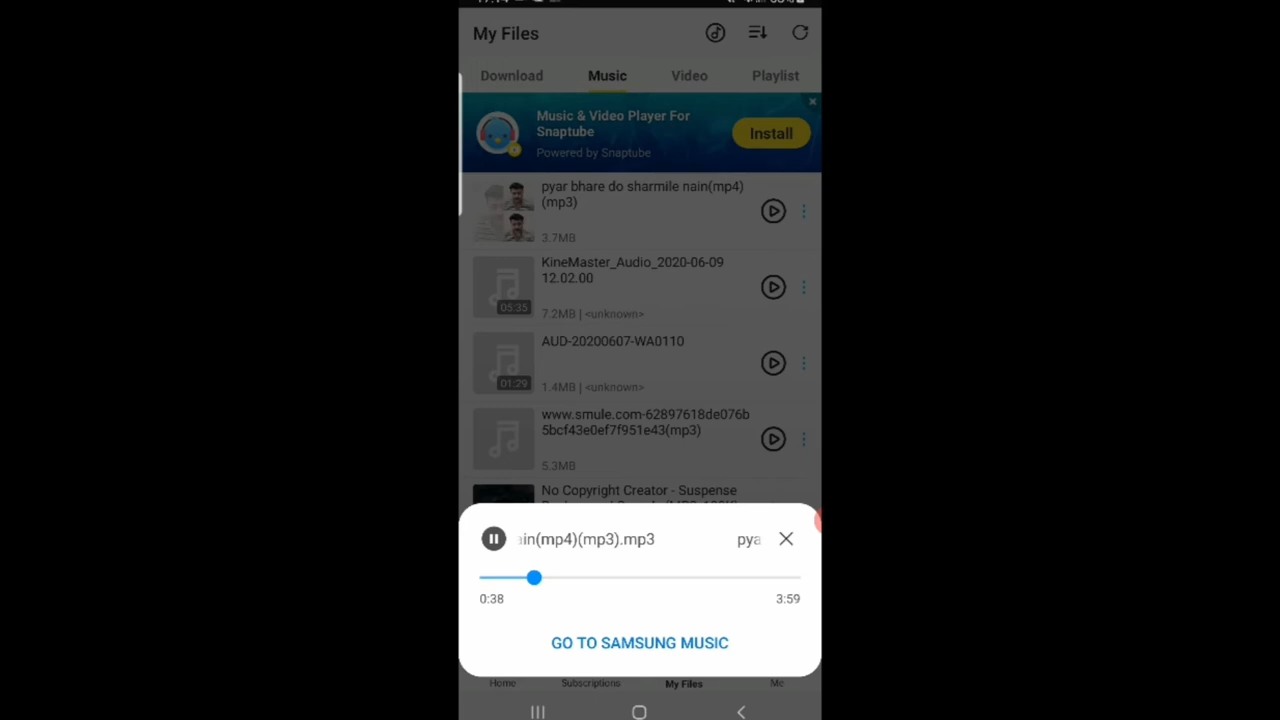 My Files
Download Music Video Playlist
Music & Video Player For
Snaptube
Install
Powered by Snaptube
pyar bhare do sharmile nain(mp4)
(mp3)
3.7MB
KineMaster_Audio_2020-06-09
12.02.00
05:35
7.2MB | <unknown>
AUD-20200607-WA0110
01:29
1.4MB | <unknown>
www.smule.com-62897618de076b
5bcf43e0ef7f951e43(mp3)
5.3MB
No Copyright Creator - Suspense
ain(mp4)(mp3).mp3 pya
0:38 3:59
GO TO SAMSUNG MUSIC
Home Subscriptions My Files Me